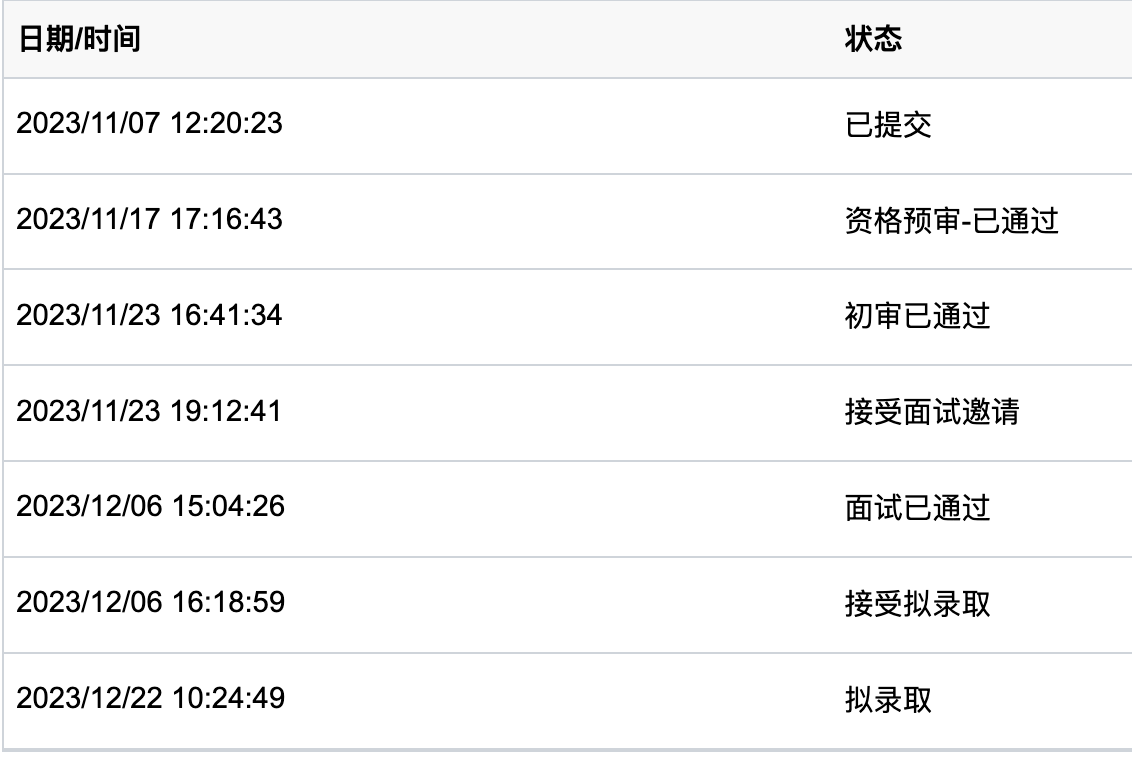 日期/时间 状态
2023/11/07 12:20:23 已提交
2023/11/17 17:16:43 资格预审-已通过
2023/11/23 16:41:34 初审已通过
2023/11/23 19:12:41 接受面试邀请
2023/12/06 15:04:26 面试已通过
2023/12/06 16:18:59 接受拟录取
2023/12/22 10:24:49 拟录取